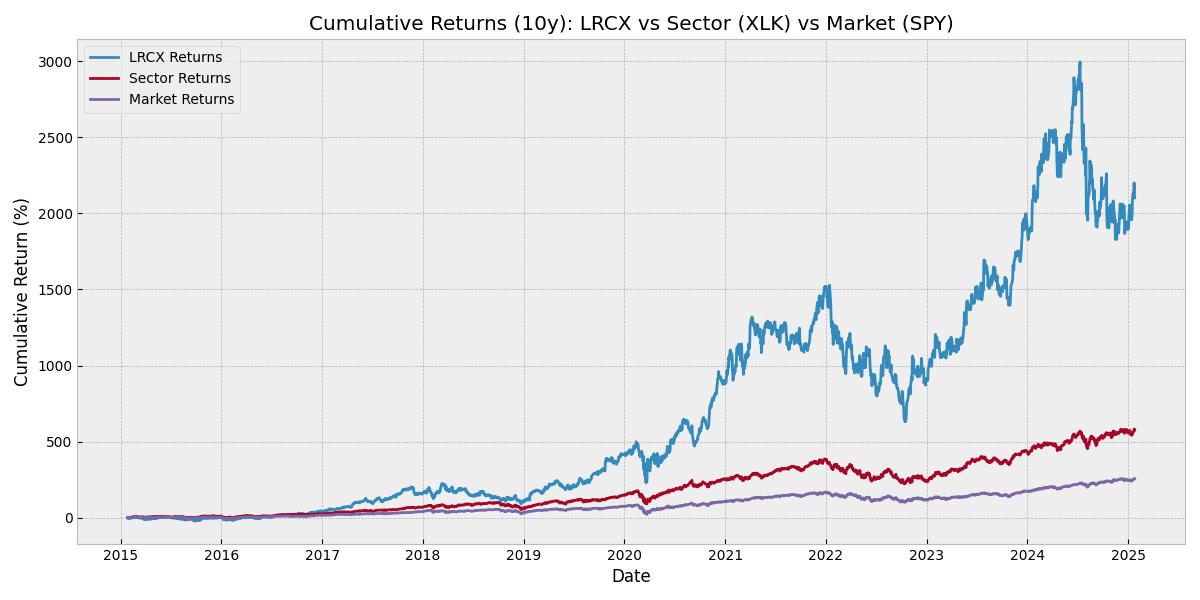 Cumulative Returns (10y): LRCX vs Sector (XLK) vs Market (SPY)
LRCX Returns
Sector Returns
Market Returns
Cumulative Return (%)
3000
2500
2000
1500
1000
500
0
2015 2016 2017 2018 2019 2020 2021 2022 2023 2024 2025
Date